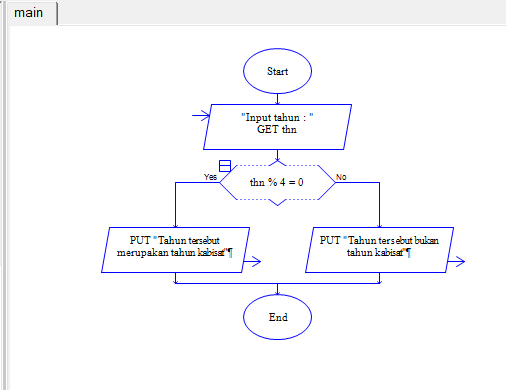 main
Start
"Input tahun : "
GET thn
Yes
thn % 4 = 0
No
PUT "Tahun tersebut
merupakan tahun kabisat"¶
PUT "Tahun tersebut bukan
tahun kabisat"¶
End